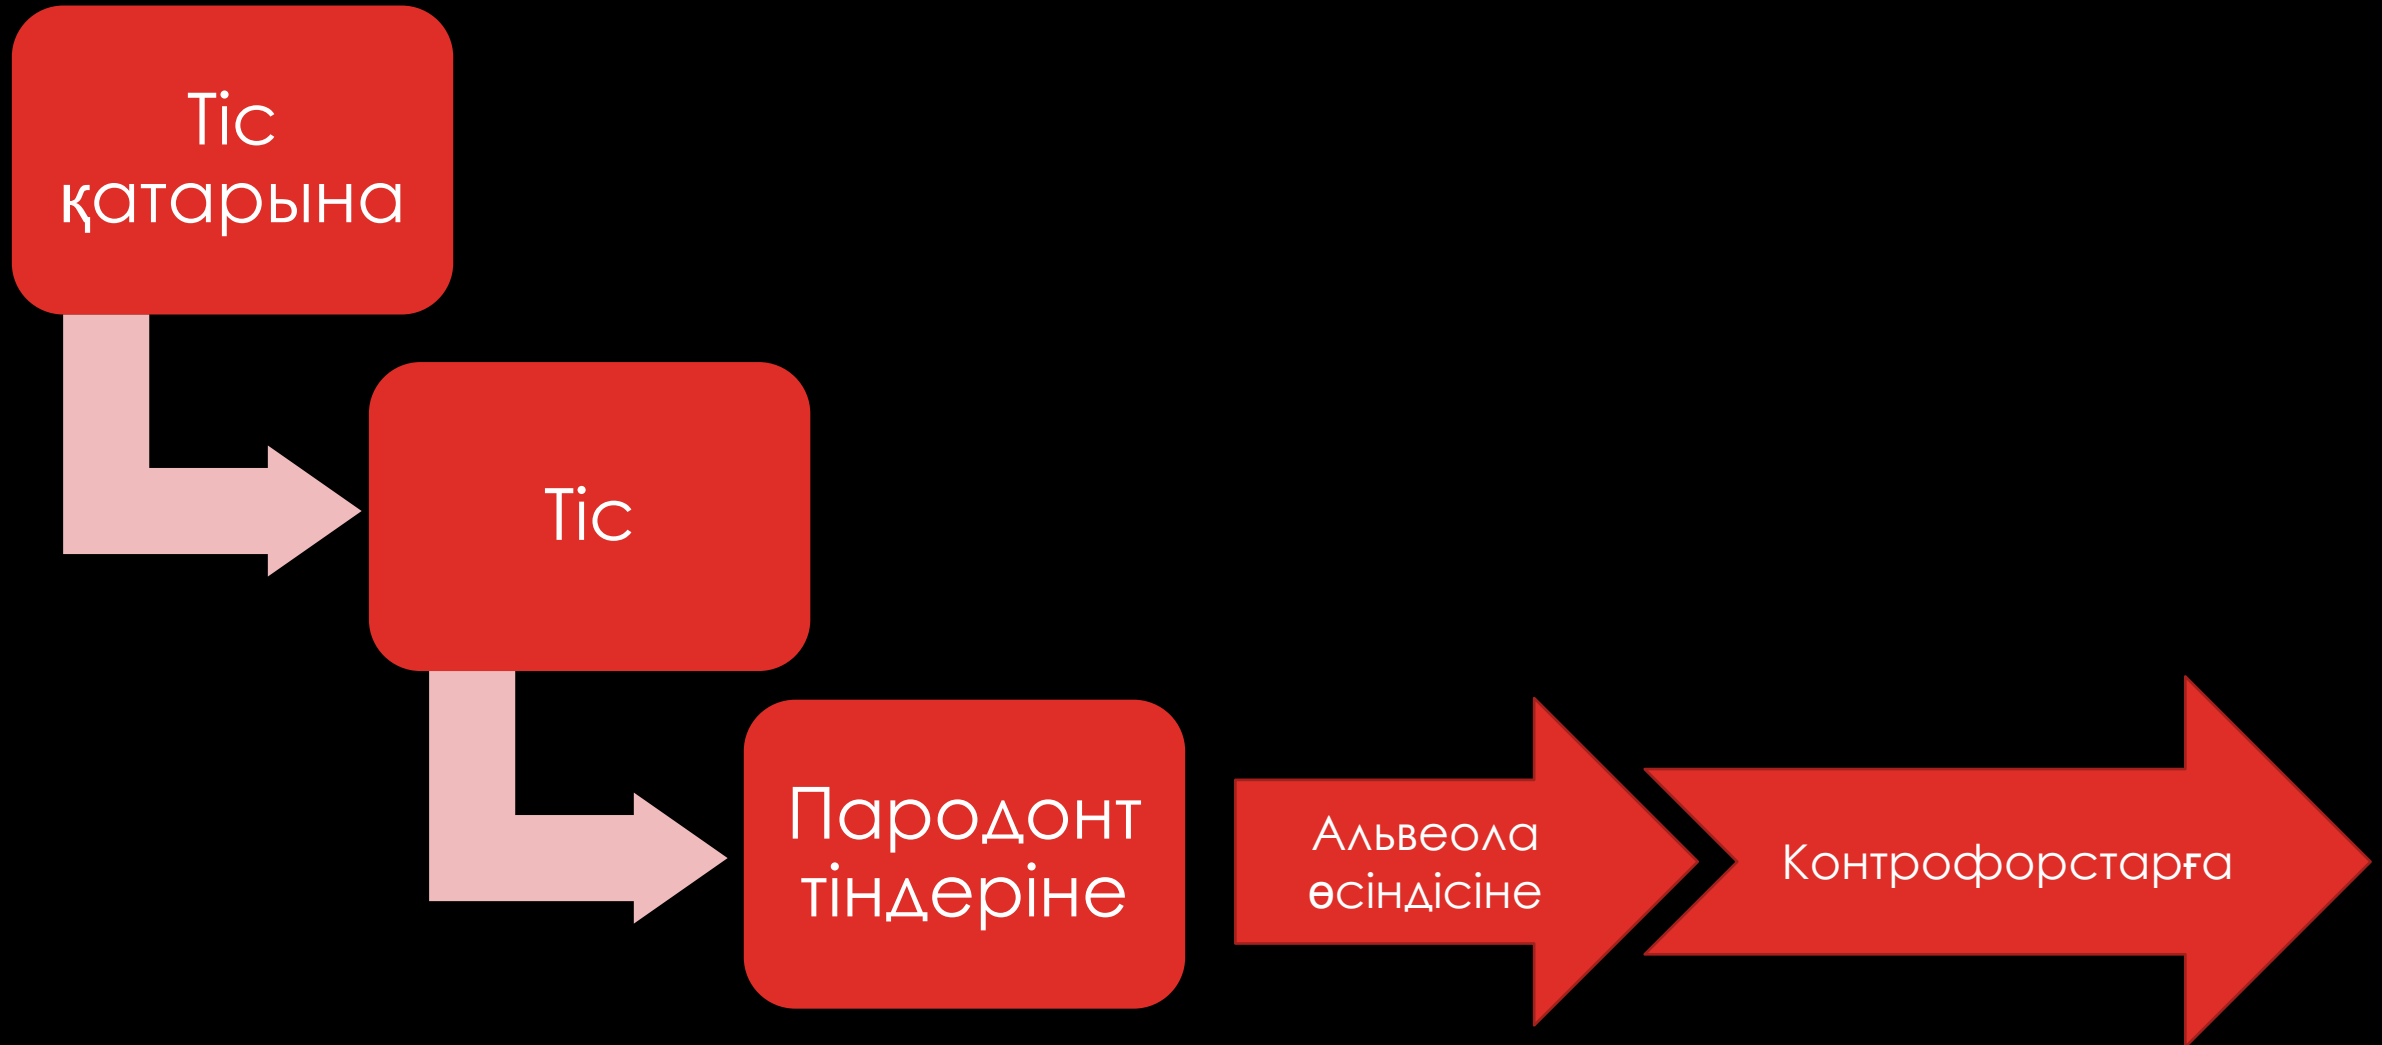 Тіс
қатарына
Тіс
Пародонт
тіндеріне
Альвеола
өсіндісіне
Контрофорстарға